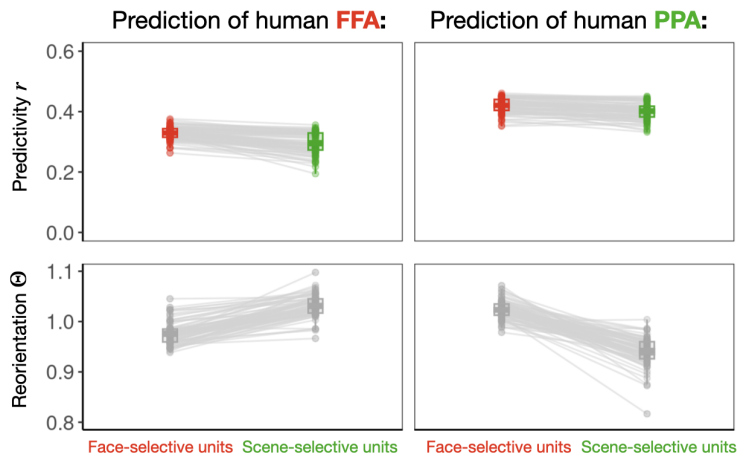 Prediction of human FFA:
Prediction of human PPA:
Predictivity r
0.6
0.4
0.2
0.0
Reorientation Θ
1.1
1.0
0.9
0.8
Face-selective units
Scene-selective units
Face-selective units
Scene-selective units